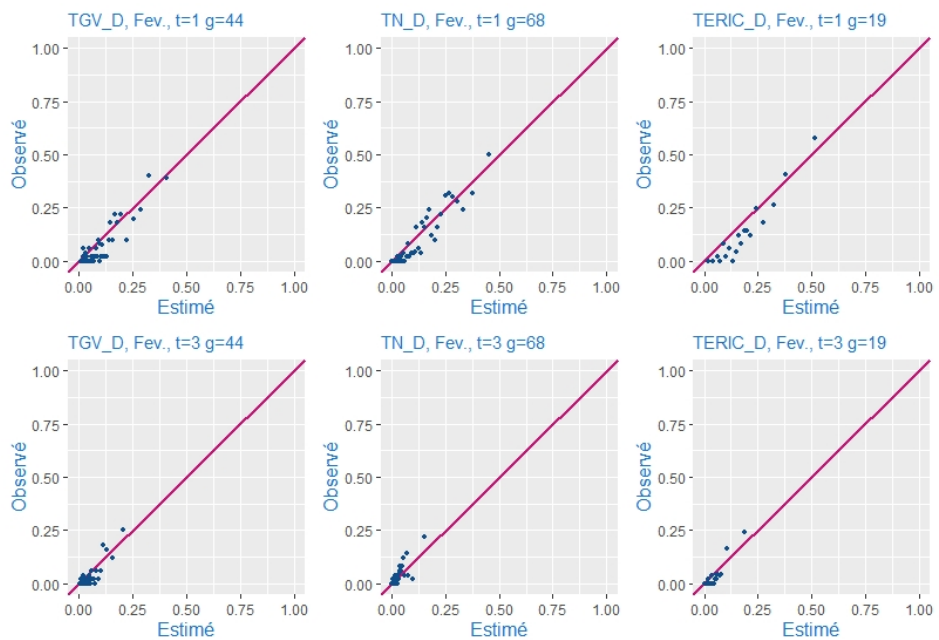 TGV_D, Fev., t=1 g=44
TN_D, Fev., t=1 g=68
TERIC_D, Fev., t=1 g=19
1.00
0.75
0.50
0.25
0.00
Observé
0.00 0.25 0.50 0.75 1.00
Estimé
1.00
0.75
0.50
0.25
0.00
Observé
0.00 0.25 0.50 0.75 1.00
Estimé
1.00
0.75
0.50
0.25
0.00
Observé
0.00 0.25 0.50 0.75 1.00
Estimé
TGV_D, Fev., t=3 g=44
TN_D, Fev., t=3 g=68
TERIC_D, Fev., t=3 g=19
1.00
0.75
0.50
0.25
0.00
Observé
0.00 0.25 0.50 0.75 1.00
Estimé
1.00
0.75
0.50
0.25
0.00
Observé
0.00 0.25 0.50 0.75 1.00
Estimé
1.00
0.75
0.50
0.25
0.00
Observé
0.00 0.25 0.50 0.75 1.00
Estimé